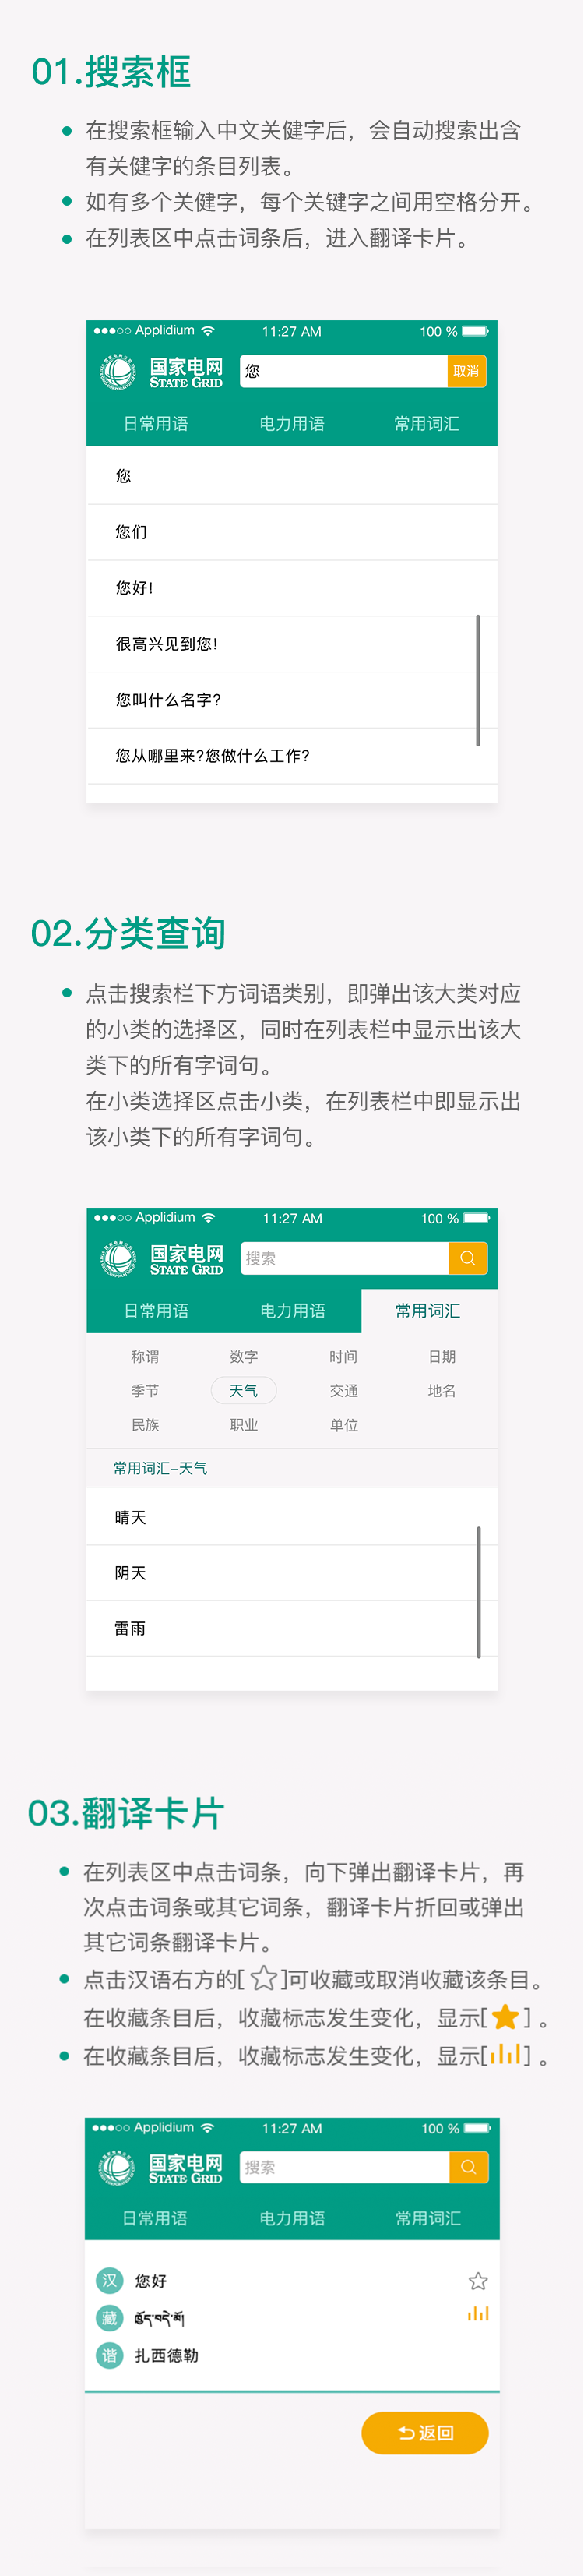 01.搜索框
在搜索框输入中文关健字后，会自动搜索出含
有关健字的条目列表。
如有多个关健字，每个关键字之间用空格分开。
在列表区中点击词条后，进入翻译卡片。
Applidium 11:27 AM 100 %
国家电网
STATE GRID
您 取消
日常用语 电力用语 常用词汇
您
您们
您好!
很高兴见到您!
您叫什么名字?
您从哪里来?您做什么工作?
02.分类查询
点击搜索栏下方词语类别，即弹出该大类对应
的小类的选择区，同时在列表栏中显示出该大
类下的所有字词句。
在小类选择区点击小类，在列表栏中即显示出
该小类下的所有字词句。
Applidium 11:27 AM 100 %
国家电网
STATE GRID
搜索
日常用语 电力用语 常用词汇
称谓 数字 时间 日期
季节 天气 交通 地名
民族 职业 单位
常用词汇-天气
晴天
阴天
雷雨
03.翻译卡片
在列表区中点击词条，向下弹出翻译卡片，再
次点击词条或其它词条，翻译卡片折回或弹出
其它词条翻译卡片。
点击汉语右方的[ ]可收藏或取消收藏该条目。
在收藏条目后，收藏标志发生变化，显示[ ] 。
在收藏条目后，收藏标志发生变化，显示[ ] 。
Applidium 11:27 AM 100 %
国家电网
STATE GRID
搜索
日常用语 电力用语 常用词汇
汉 您好
藏
谐 扎西德勒
返回